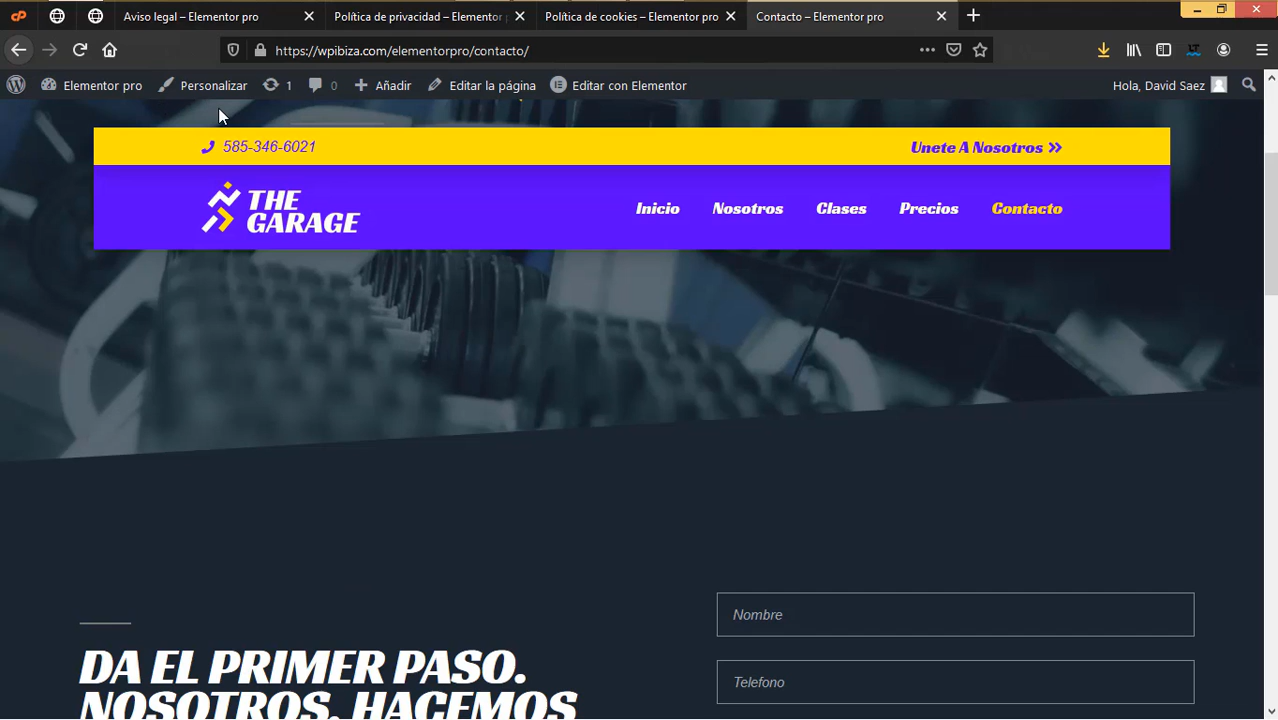 Aviso legal – Elementor pro
Política de privacidad – Elementor p
Política de cookies – Elementor pro
Contacto – Elementor pro
https://wpibiza.com/elementorpro/contacto/
Elementor pro
Personalizar
1
0
Añadir
Editar la página
Editar con Elementor
Hola, David Saez
585-346-6021
Unete A Nosotros
THE
GARAGE
Inicio
Nosotros
Clases
Precios
Contacto
Nombre
DA EL PRIMER PASO.
Telefono
NOSOTROS, HACEMOS